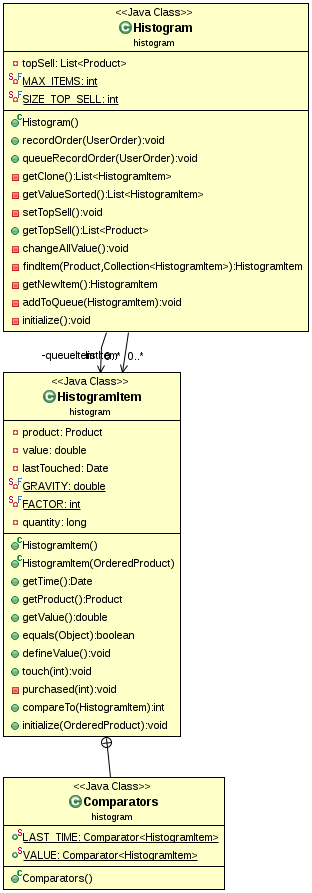 <<Java Class>>
Histogram
histogram
topSell: List<Product>
MAX_ITEMS: int
SIZE_TOP_SELL: int
Histogram()
recordOrder(UserOrder):void
queueRecordOrder(UserOrder):void
getClone():List<HistogramItem>
getValueSorted():List<HistogramItem>
setTopSell():void
getTopSell():List<Product>
changeAllValue():void
findItem(Product,Collection<HistogramItem>):HistogramItem
getNewItem():HistogramItem
addToQueue(HistogramItem):void
initialize():void
0..* 0..*
<<Java Class>>
HistogramItem
histogram
product: Product
value: double
lastTouched: Date
GRAVITY: double
FACTOR: int
quantity: long
HistogramItem()
HistogramItem(OrderedProduct)
getTime():Date
getProduct():Product
getValue():double
equals(Object):boolean
defineValue():void
touch(int):void
purchased(int):void
compareTo(HistogramItem):int
initialize(OrderedProduct):void
<<Java Class>>
Comparators
histogram
LAST_TIME: Comparator<HistogramItem>
VALUE: Comparator<HistogramItem>
Comparators()